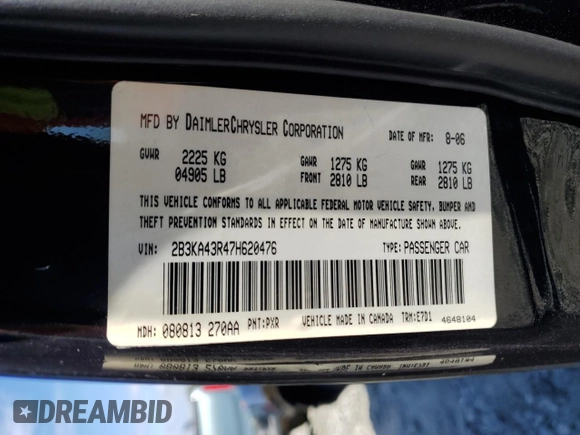 MFD BY DAIMLERCHRYSLER CORPORATION DATE OF MFR: 8-06
GVWR 2225 KG GAWR 1275 KG GAWR 1275 KG
04905 LB FRONT 2810 LB REAR 2810 LB
THIS VEHICLE CONFORMS TO ALL APPLICABLE FEDERAL MOTOR VEHICLE SAFETY, BUMPER AND
THEFT PREVENTION STANDARDS IN EFFECT ON THE DATE OF MANUFACTURE SHOWN ABOVE.
VIN: 2B3KA43R47H620476 TYPE: PASSENGER CAR
MDH: 080813 270AA PNT: PXR VEHICLE MADE IN CANADA TRM: E7D1 4648104
DREAMBID